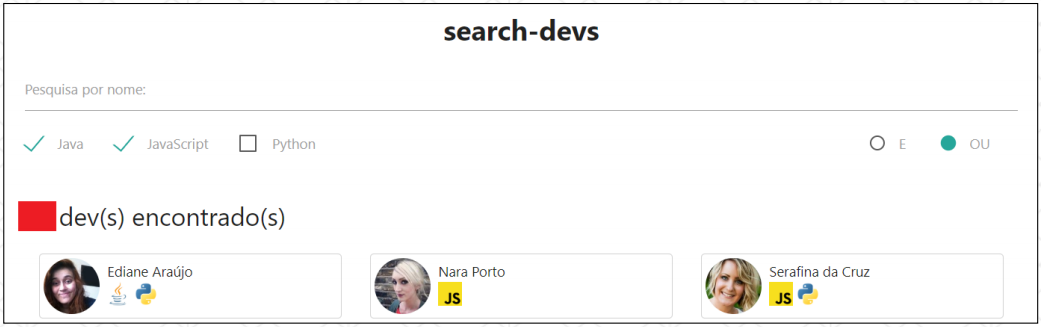 search-devs
Pesquisa por nome:
Java JavaScript Python E OU
dev(s) encontrado(s)
Ediane Araújo Nara Porto Serafina da Cruz
JS JS